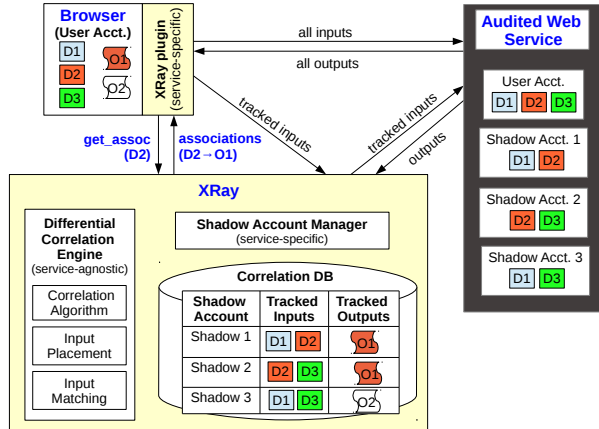 Browser
(User Acct.)
D1
D2
D3
O1
O2
XRay plugin
(service-specific)
all inputs
all outputs
Audited Web
Service
User Acct.
D1 D2 D3
Shadow Acct. 1
D1 D2
Shadow Acct. 2
D2 D3
Shadow Acct. 3
D1 D3
get_assoc
(D2)
associations
(D2→O1)
tracked inputs
tracked inputs
outputs
XRay
Differential
Correlation
Engine
(service-agnostic)
Correlation
Algorithm
Input
Placement
Input
Matching
Shadow Account Manager
(service-specific)
Correlation DB
Shadow Account Tracked Inputs Tracked Outputs
Shadow 1 D1 D2 O1
Shadow 2 D2 D3 O1
Shadow 3 D1 D3 O2